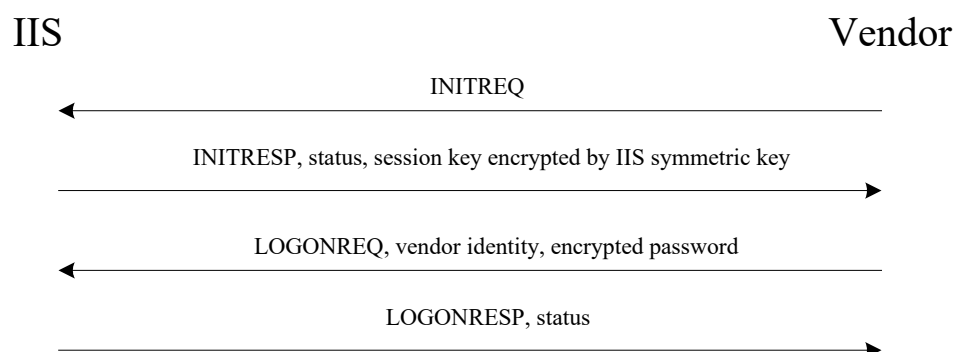 IIS
Vendor
INITREQ
INITRESP, status, session key encrypted by IIS symmetric key
LOGONREQ, vendor identity, encrypted password
LOGONRESP, status